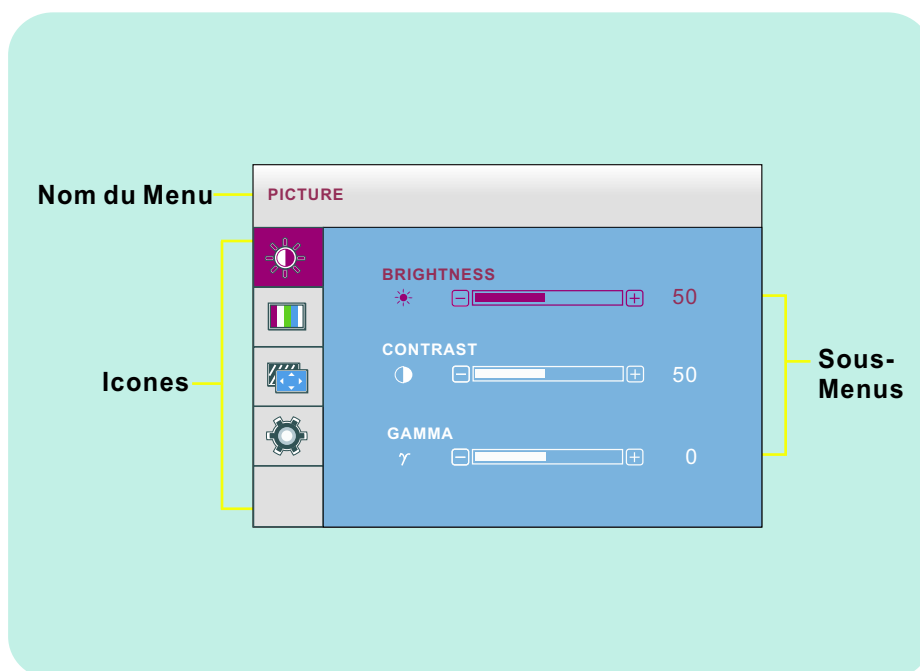 Nom du Menu
PICTURE
BRIGHTNESS
50
CONTRAST
50
GAMMA
γ
0
Icones
Sous-
Menus